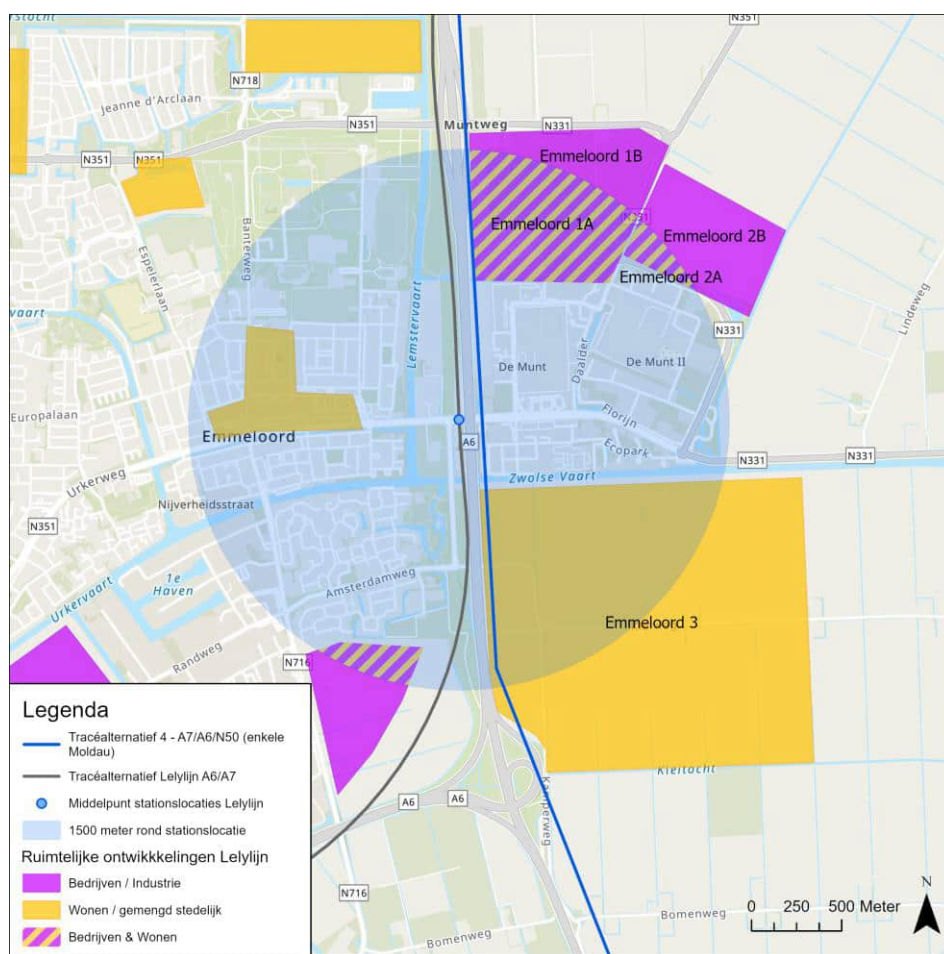 rstocht
N351
N718
Jeanne d'Arclaan
N351
Muntweg
N331
N351
N351
Emmeloord 1B
Banterweg
Espelerlaan
Emmeloord 1A
N331
Emmeloord 2B
Emmeloord 2A
Lindeweg
vaart
Lemstervaart
N331
De Munt
Daalder
De Munt II
Europalaan
Florijn
Emmeloord
A6
Ecopark
N331
N331
Urkerweg
Zwolse Vaart
Nijverheidsstraat
N351
1e
Haven
Amsterdamweg
Urkervaart
Emmeloord 3
Randweg
N716
Kleitocht
Kamperweg
A6
A6
N716
Bomenweg
Bomenweg
Legenda
Tracéalternatief 4 - A7/A6/N50 (enkele
Moldau)
Tracéalternatief Lelylijn A6/A7
Middelpunt stationslocaties Lelylijn
1500 meter rond stationslocatie
Ruimtelijke ontwikkkelingen Lelylijn
Bedrijven / Industrie
Wonen / gemengd stedelijk
Bedrijven & Wonen
N
0 250 500 Meter